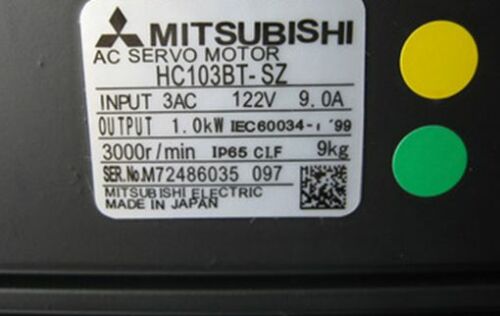 MITSUBISHI
AC SERVO MOTOR
HC103BT-SZ
INPUT 3AC 122V 9.0A
OUTPUT 1.0kW IEC60034-1 '99
3000r/min IP65 CLF 9kg
SER.No.M72486035 097
MITSUBISHI ELECTRIC
MADE IN JAPAN